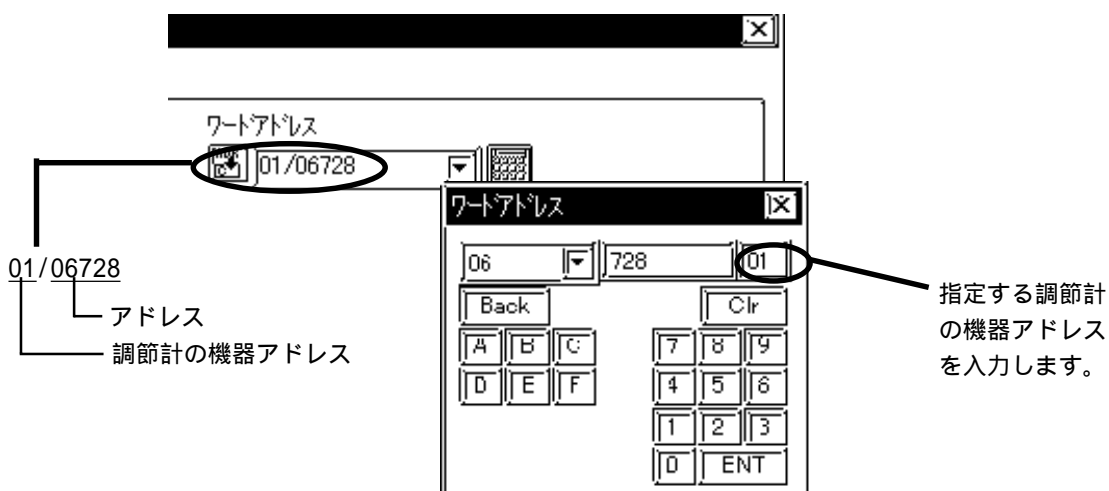 ワードアドレス
01/06728
ワードアドレス
06 728 01
Back Clr
A B C 7 8 9
D E F 4 5 6
1 2 3
0 ENT
01/06728
アドレス
調節計の機器アドレス
指定する調節計
の機器アドレス
を入力します。